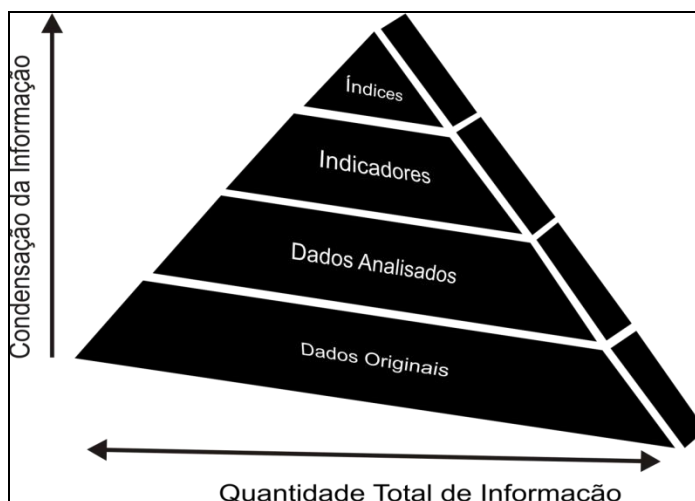 Condensação da Informação
Índices
Indicadores
Dados Analisados
Dados Originais
Quantidade Total de Informação